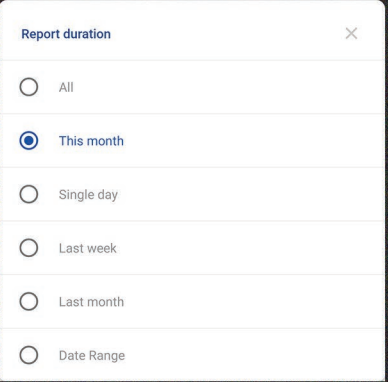 Report duration
All
This month
Single day
Last week
Last month
Date Range